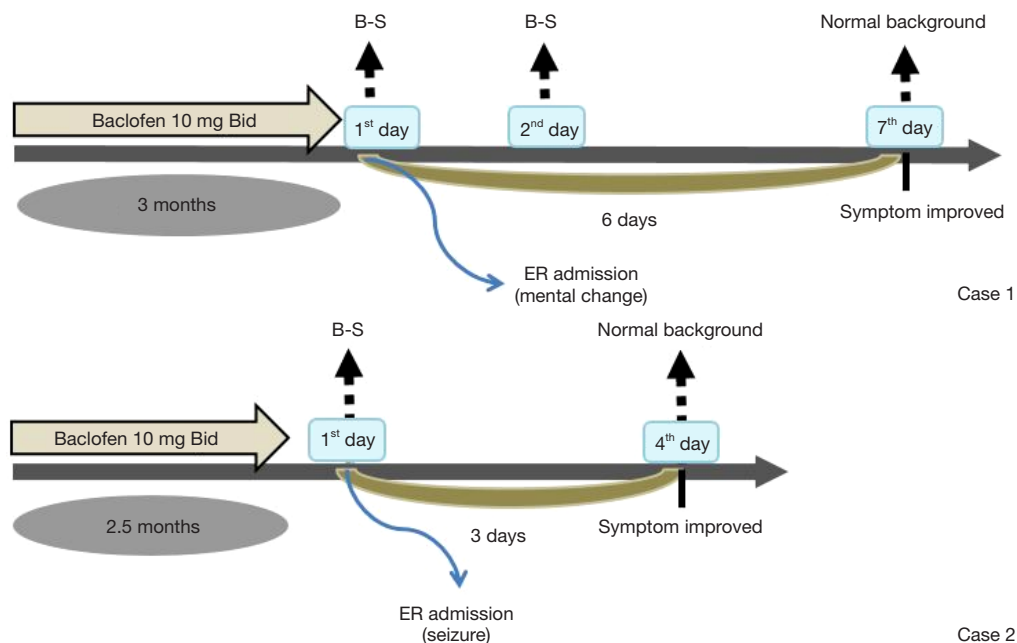 B-S
B-S
Normal background
Baclofen 10 mg Bid
1st day
2nd day
7th day
3 months
6 days
Symptom improved
ER admission
(mental change)
Case 1
B-S
Normal background
Baclofen 10 mg Bid
1st day
4th day
2.5 months
3 days
Symptom improved
ER admission
(seizure)
Case 2